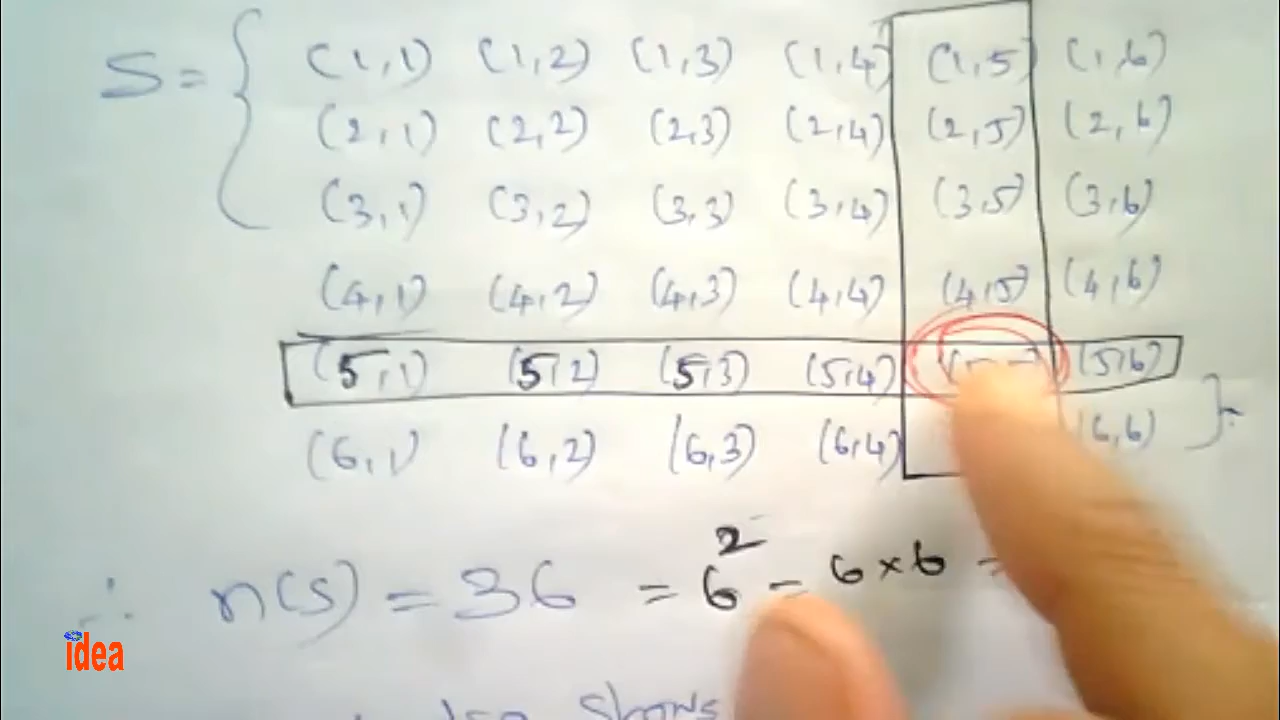 S = { (1,1) (1,2) (1,3) (1,4) (1,5) (1,6)
(2,1) (2,2) (2,3) (2,4) (2,5) (2,6)
(3,1) (3,2) (3,3) (3,4) (3,5) (3,6)
(4,1) (4,2) (4,3) (4,4) (4,5) (4,6)
(5,1) (5,2) (5,3) (5,4) (5,6)
(6,1) (6,2) (6,3) (6,4) (6,6) }
∴ n(S) = 36 = 6² = 6×6 =
idea
shows